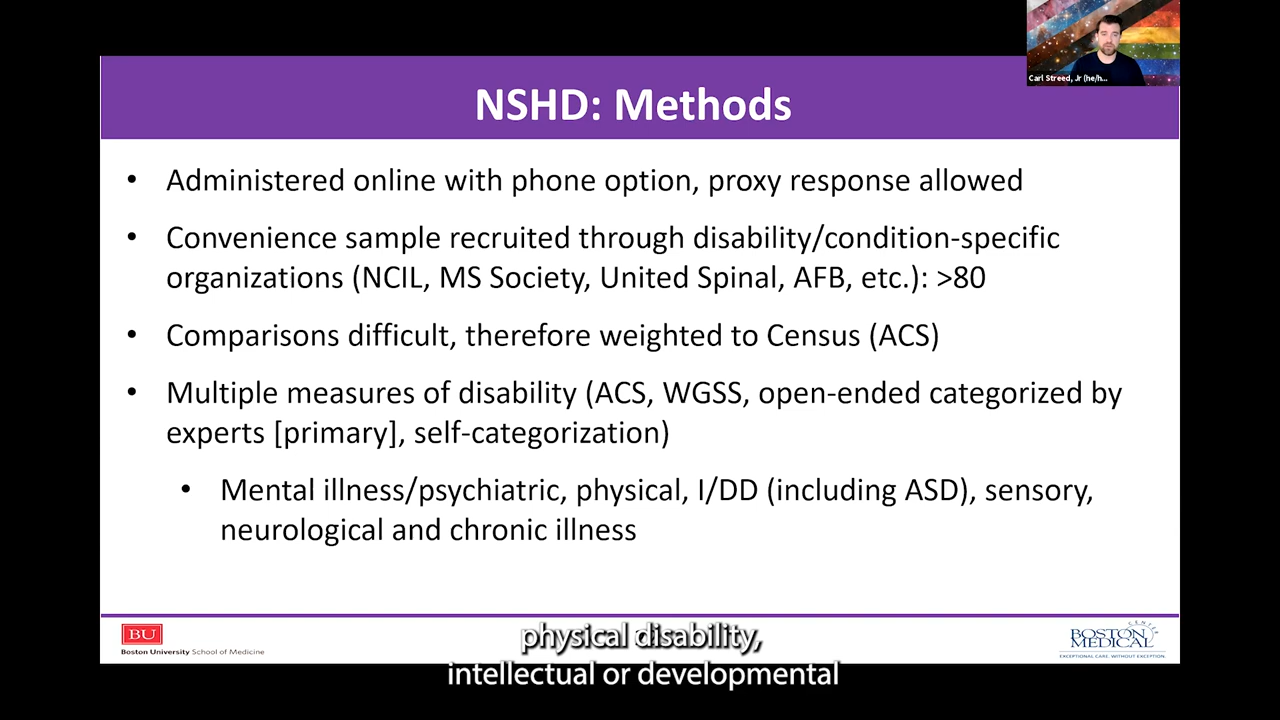 Carl Streed, Jr (he/h...
NSHD: Methods
• Administered online with phone option, proxy response allowed
• Convenience sample recruited through disability/condition-specific
organizations (NCIL, MS Society, United Spinal, AFB, etc.): >80
• Comparisons difficult, therefore weighted to Census (ACS)
• Multiple measures of disability (ACS, WGSS, open-ended categorized by
experts [primary], self-categorization)
• Mental illness/psychiatric, physical, I/DD (including ASD), sensory,
neurological and chronic illness
BU
Boston University School of Medicine
physical disability,
intellectual or developmental
BOSTON
MEDICAL
CENTER
EXCEPTIONAL CARE. WITHOUT EXCEPTION.